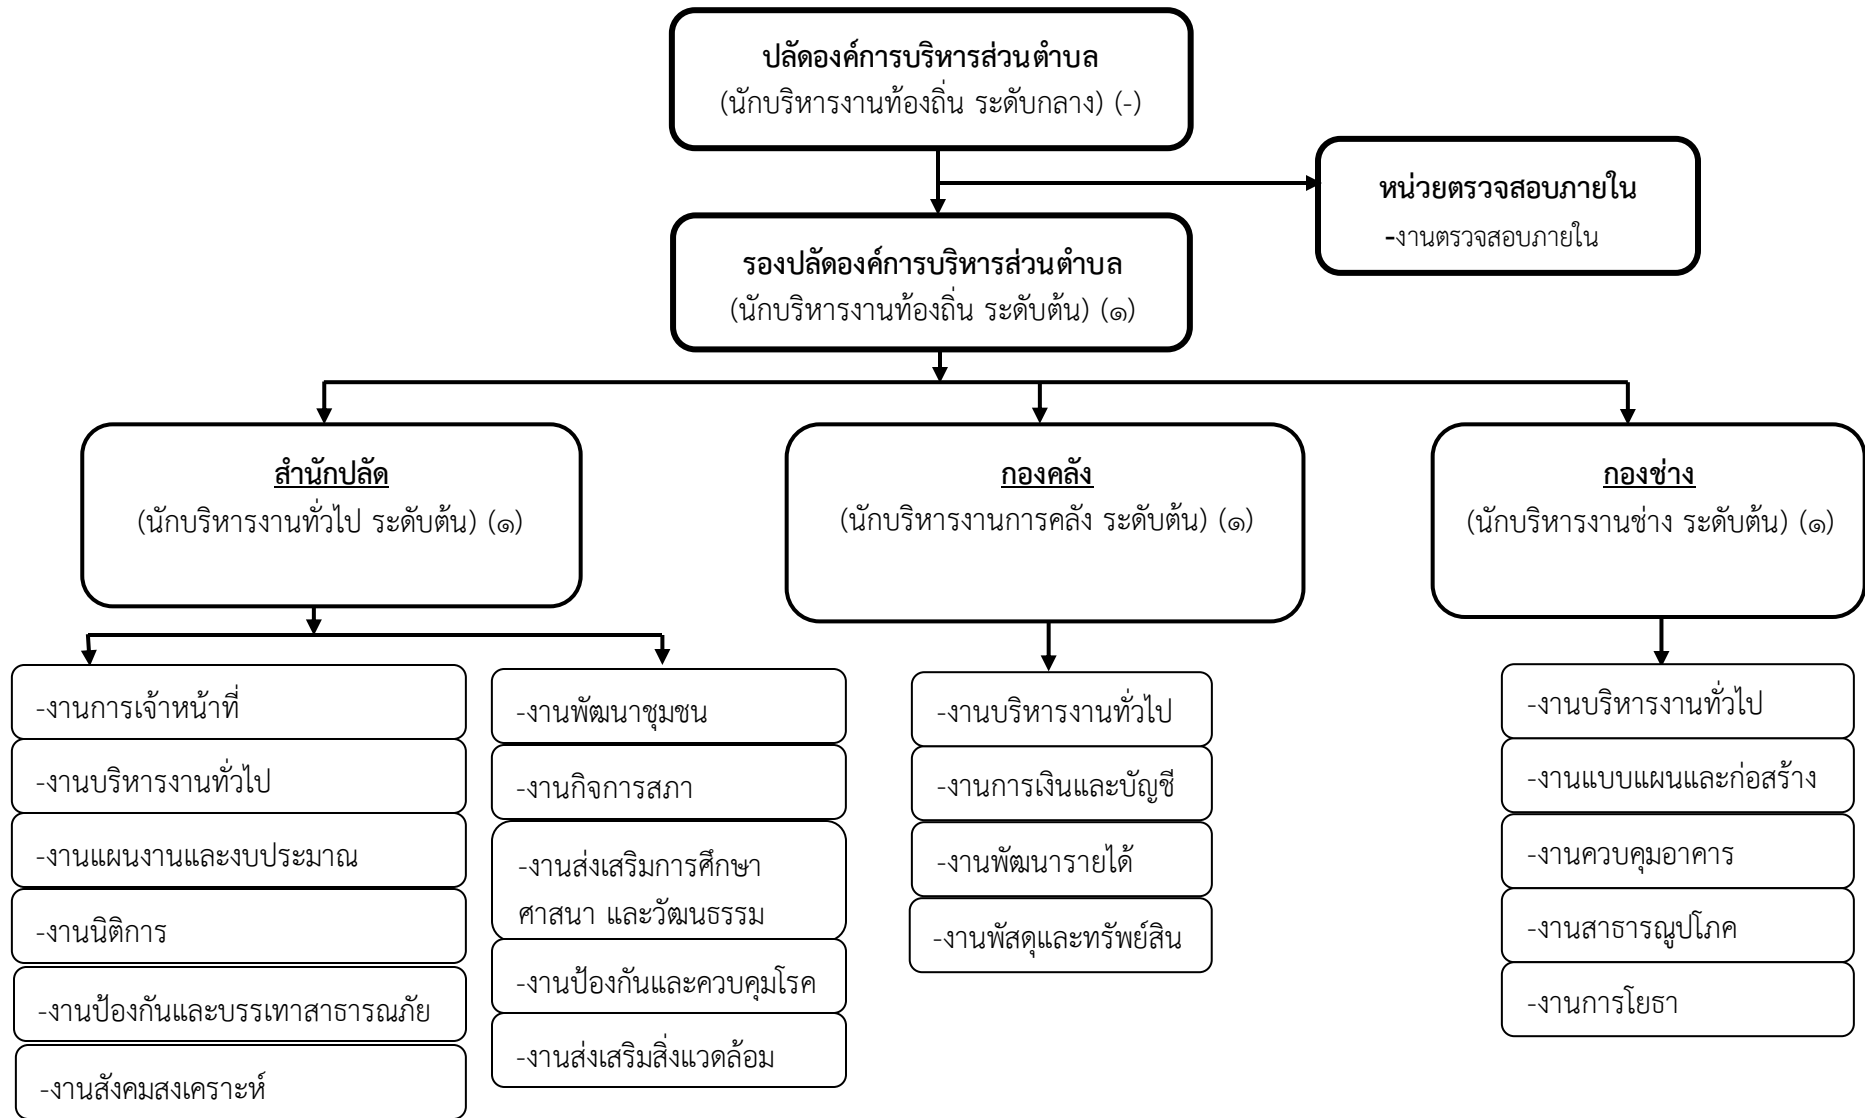 ปลัดองค์การบริหารส่วนตำบล
(นักบริหารงานท้องถิ่น ระดับกลาง) (-)
หน่วยตรวจสอบภายใน
-งานตรวจสอบภายใน
รองปลัดองค์การบริหารส่วนตำบล
(นักบริหารงานท้องถิ่น ระดับต้น) (๑)
สำนักปลัด
(นักบริหารงานทั่วไป ระดับต้น) (๑)
กองคลัง
(นักบริหารงานการคลัง ระดับต้น) (๑)
กองช่าง
(นักบริหารงานช่าง ระดับต้น) (๑)
-งานการเจ้าหน้าที่
-งานบริหารงานทั่วไป
-งานแผนงานและงบประมาณ
-งานนิติการ
-งานป้องกันและบรรเทาสาธารณภัย
-งานสังคมสงเคราะห์
-งานพัฒนาชุมชน
-งานกิจการสภา
-งานส่งเสริมการศึกษา
ศาสนา และวัฒนธรรม
-งานป้องกันและควบคุมโรค
-งานส่งเสริมสิ่งแวดล้อม
-งานบริหารงานทั่วไป
-งานการเงินและบัญชี
-งานพัฒนารายได้
-งานพัสดุและทรัพย์สิน
-งานบริหารงานทั่วไป
-งานแบบแผนและก่อสร้าง
-งานควบคุมอาคาร
-งานสาธารณูปโภค
-งานการโยธา